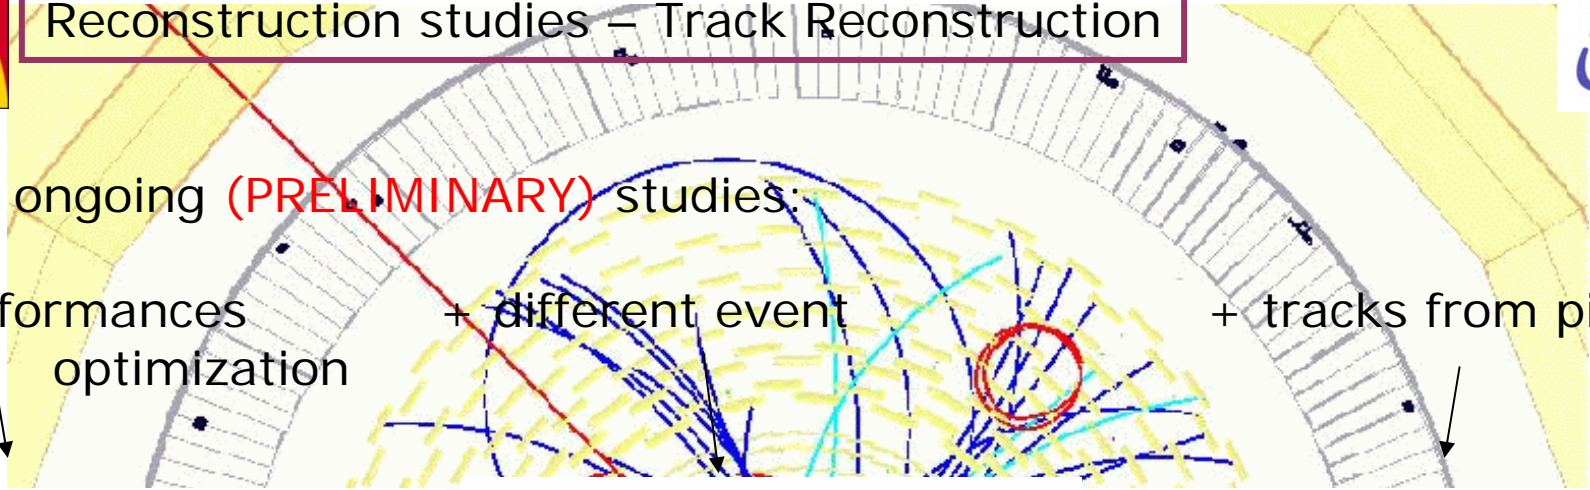 Reconstruction studies – Track Reconstruction
ongoing (PRELIMINARY) studies:
formances + different event + tracks from pi
optimization